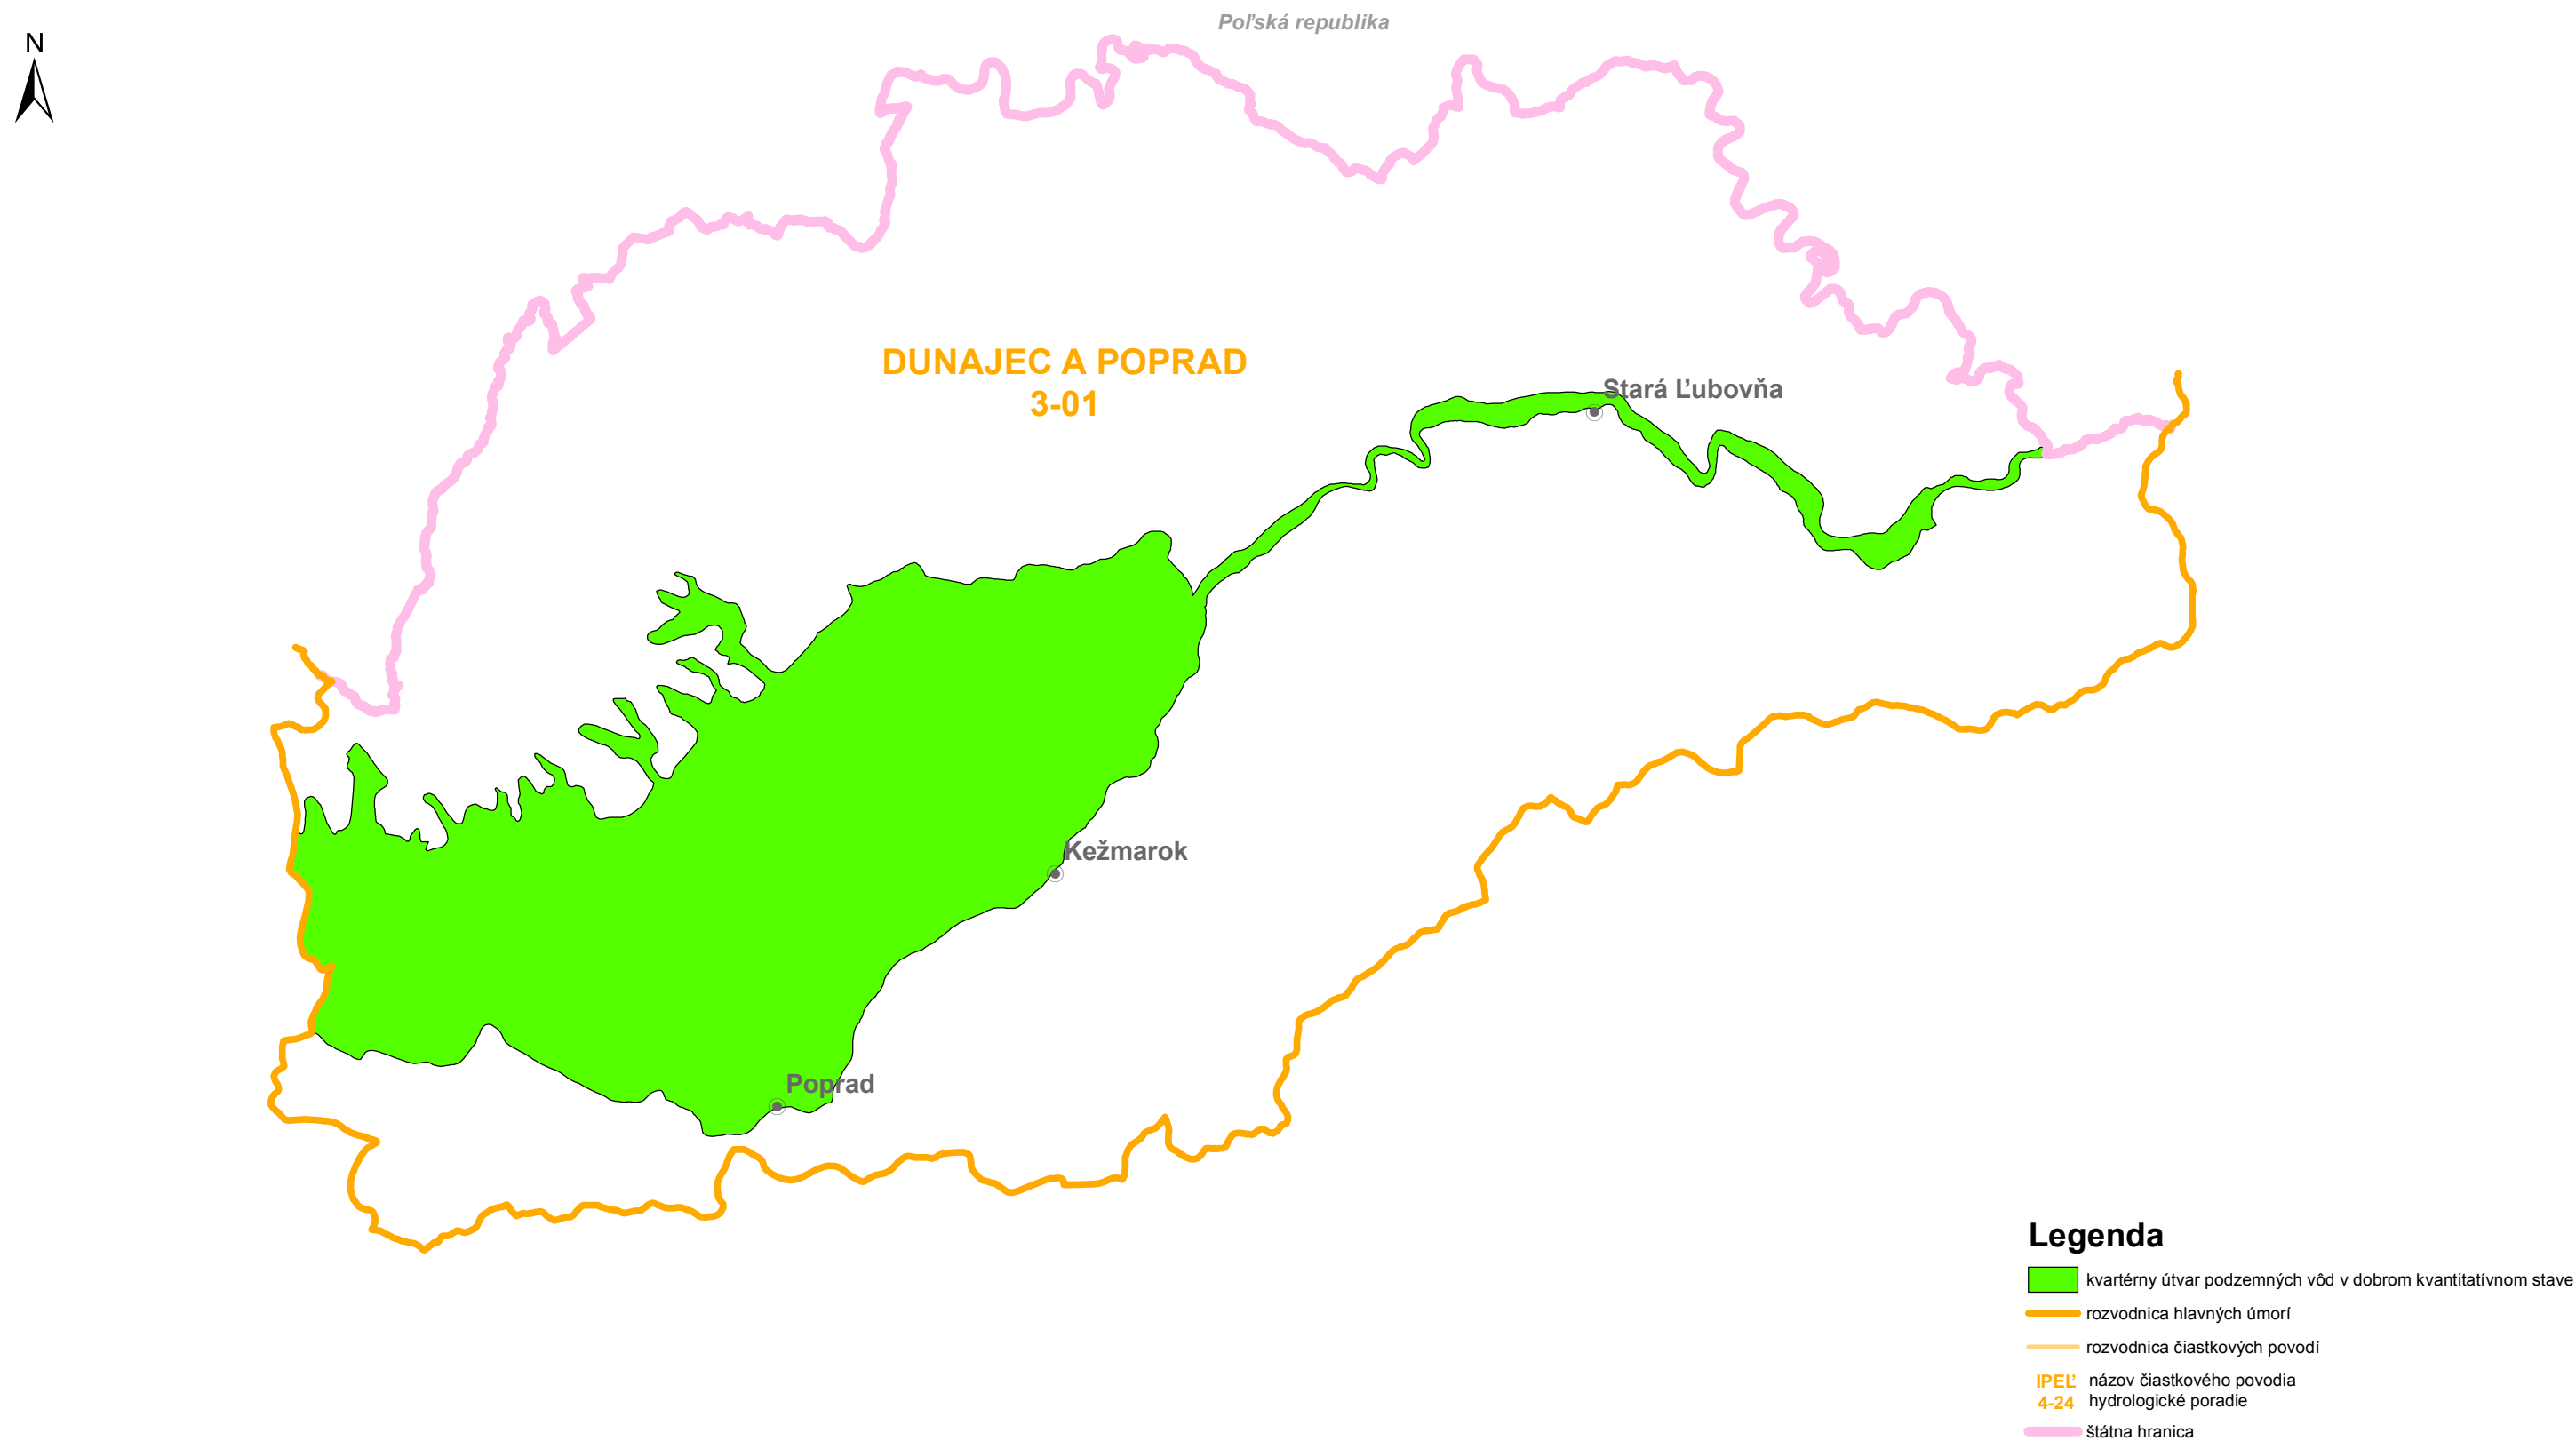 Poľská republika
N
DUNAJEC A POPRAD
3-01
Stará Ľubovňa
Kežmarok
Poprad
Legenda
kvartérny útvar podzemných vôd v dobrom kvantitatívnom stave
rozvodnica hlavných úmorí
rozvodnica čiastkových povodí
IPEĽ názov čiastkového povodia
4-24 hydrologické poradie
štátna hranica